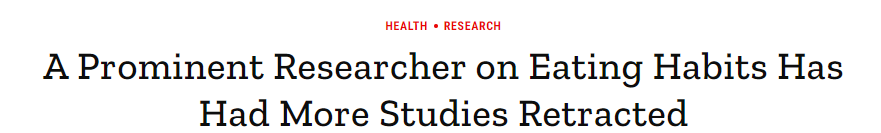 HEALTH • RESEARCH
A Prominent Researcher on Eating Habits Has
Had More Studies Retracted